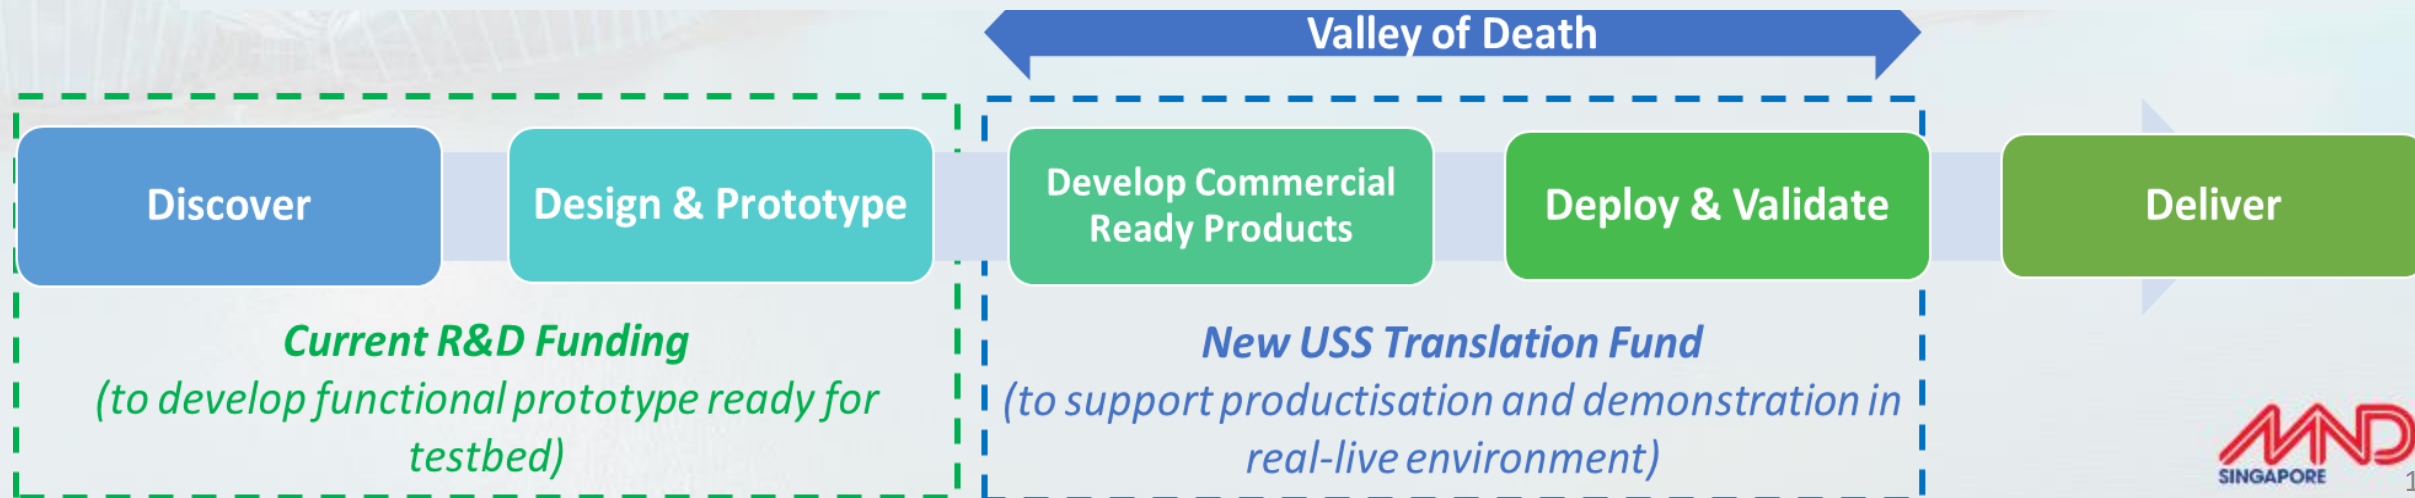 Valley of Death
Discover
Design & Prototype
Develop Commercial
Ready Products
Deploy & Validate
Deliver
Current R&D Funding
(to develop functional prototype ready for
testbed)
New USS Translation Fund
(to support productisation and demonstration in
real-live environment)
MND
SINGAPORE
1